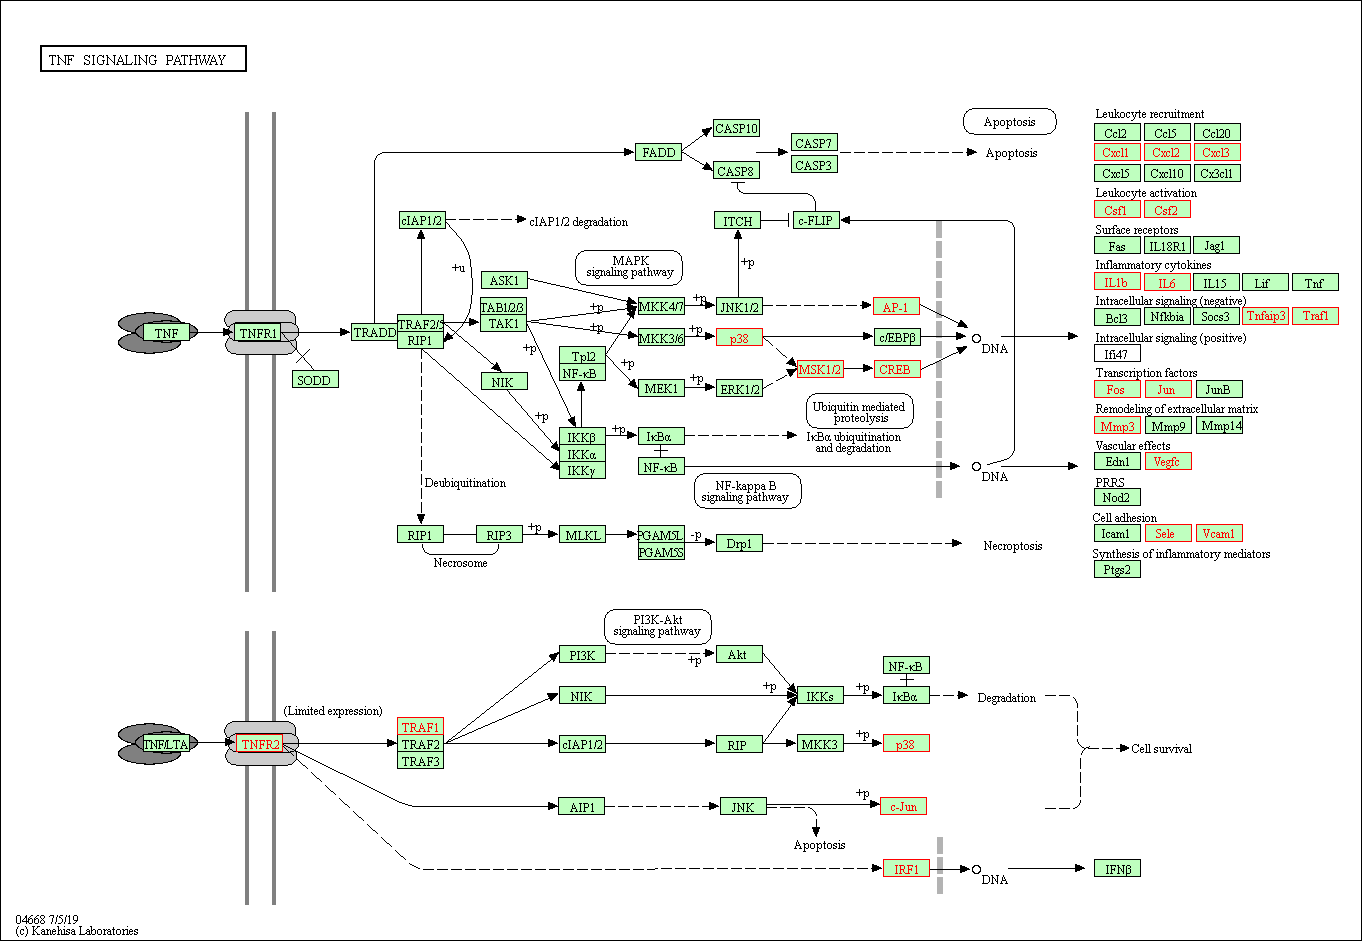 TNF SIGNALING PATHWAY
Apoptosis
Leukocyte recruitment
CASP10
Ccl2 Ccl5 Ccl20
FADD
CASP7
Apoptosis
Cxcl1 Cxcl2 Cxcl3
CASP8
CASP3
Cxcl5 Cxcl10 Cx3cl1
Leukocyte activation
Csf1 Csf2
cIAP1/2
cIAP1/2 degradation
ITCH
c-FLIP
Surface receptors
Fas IL18R1 Jag1
+u
MAPK
signaling pathway
+p
Inflammatory cytokines
ASK1
IL1b IL6 IL15 Lif Tnf
TAB1/2/3
+p
MKK4/7
+p
JNK1/2
AP-1
Intracellular signaling (negative)
Bcl3 Nfkbia Socs3 Tnfaip3 Traf1
TNF
TNFR1
TRADD
TRAF2/5
TAK1
+p
RIP1
MKK3/6
+p
p38
c/EBPβ
DNA
Intracellular signaling (positive)
Ifi47
+p
Tpl2
NF-κB
+p
SODD
NIK
MEK1
+p
ERK1/2
MSK1/2
CREB
Transcription factors
Fos Jun JunB
+p
Ubiquitin mediated
proteolysis
Remodeling of extracellular matrix
Mmp3 Mmp9 Mmp14
IKKβ
+p
IκBα
IκBα ubiquitination
and degradation
IKKα
IKKγ
NF-κB
DNA
Vascular effects
Edn1 Vegfc
Deubiquitination
NF-kappa B
signaling pathway
PRRS
Nod2
Cell adhesion
RIP1
RIP3
+p
MLKL
PGAM5L
-p
Drp1
PGAM5S
Necroptosis
Icam1 Sele Vcam1
Necrosome
Synthesis of inflammatory mediators
Ptgs2
PI3K-Akt
signaling pathway
PI3K
+p
Akt
NF-κB
NIK
+p
IKKs
+p
IκBα
Degradation
(Limited expression)
TNF/LTA
TNFR2
TRAF1
TRAF2
TRAF3
cIAP1/2
RIP
MKK3
+p
p38
Cell survival
AIP1
JNK
+p
c-Jun
Apoptosis
IRF1
DNA
IFNβ
04668 7/5/19
(c) Kanehisa Laboratories